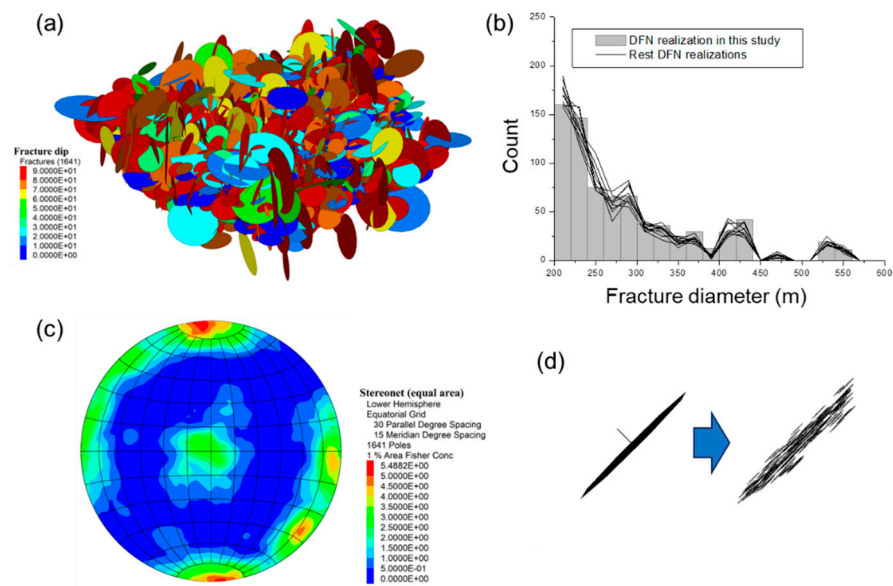 (a)
Fracture dip
Fractures (1641)
9.0000E+01
8.0000E+01
7.0000E+01
6.0000E+01
5.0000E+01
4.0000E+01
3.0000E+01
2.0000E+01
1.0000E+01
0.0000E+00
(b)
250
200
150
100
50
0
Count
DFN realization in this study
Rest DFN realizations
200 250 300 350 400 450 500 550 600
Fracture diameter (m)
(c)
Stereonet (equal area)
Lower Hemisphere
Equatorial Grid
30 Parallel Degree Spacing
15 Meridian Degree Spacing
1641 Poles
1 % Area Fisher Conc
5.4882E+00
5.0000E+00
4.5000E+00
4.0000E+00
3.5000E+00
3.0000E+00
2.5000E+00
2.0000E+00
1.5000E+00
1.0000E+00
5.0000E-01
0.0000E+00
(d)